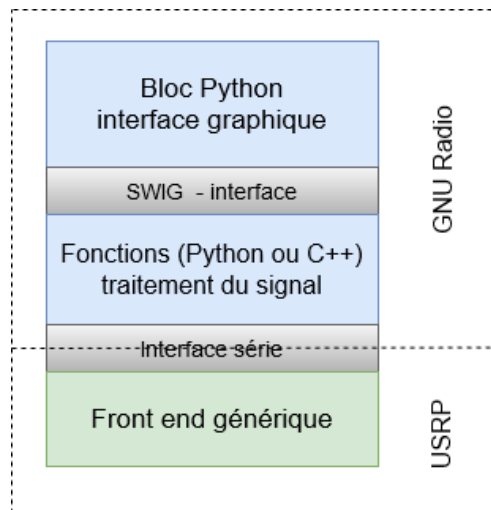 Bloc Python
interface graphique
SWIG - interface
Fonctions (Python ou C++)
traitement du signal
Interface série
Front end générique
GNU Radio
USRP